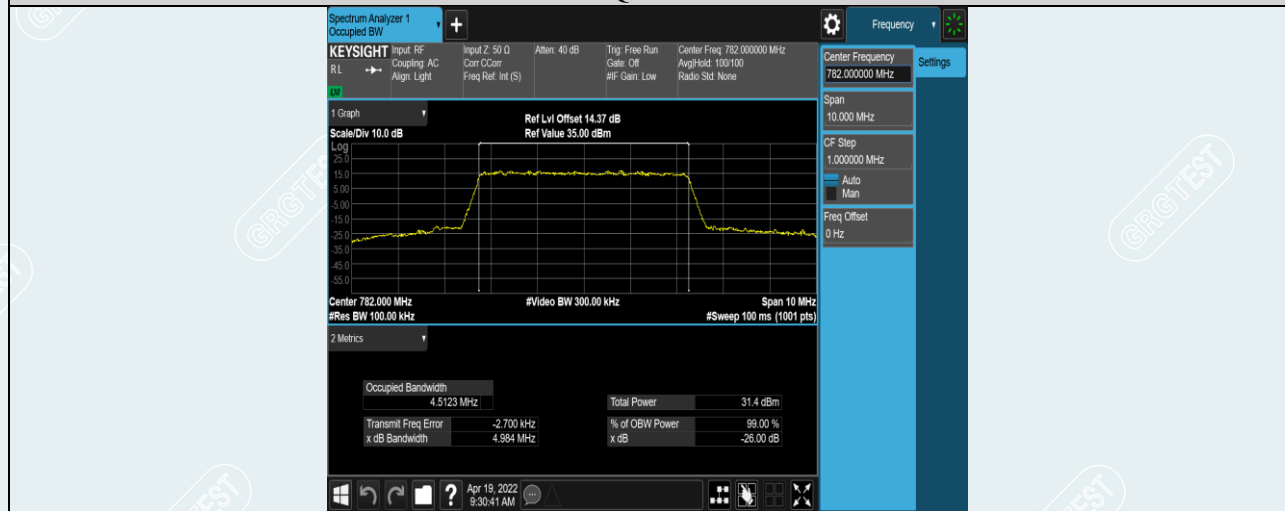 Spectrum Analyzer 1
Occupied BW
+
Frequency
KEYSIGHT
RL
LXI
Input: RF
Coupling: AC
Align: Light
Input Z: 50 Ω
Corr CCorr
Freq Ref: Int (S)
Atten: 40 dB
Trig: Free Run
Gate: Off
#IF Gain: Low
Center Freq: 782.000000 MHz
Avg|Hold: 100/100
Radio Std: None
Center Frequency
782.000000 MHz
Settings
Span
10.000 MHz
CF Step
1.000000 MHz
Auto
Man
Freq Offset
0 Hz
1 Graph
Scale/Div 10.0 dB
Ref Lvl Offset 14.37 dB
Ref Value 35.00 dBm
Log
25.0
15.0
5.00
-5.00
-15.0
-25.0
-35.0
-45.0
-55.0
Center 782.000 MHz
#Video BW 300.00 kHz
Span 10 MHz
#Res BW 100.00 kHz
#Sweep 100 ms (1001 pts)
2 Metrics
Occupied Bandwidth
4.5123 MHz
Total Power 31.4 dBm
Transmit Freq Error -2.700 kHz
% of OBW Power 99.00 %
x dB Bandwidth 4.984 MHz
x dB -26.00 dB
?
Apr 19, 2022
9:30:41 AM
GRGTEST
GRGTEST
GRGTEST